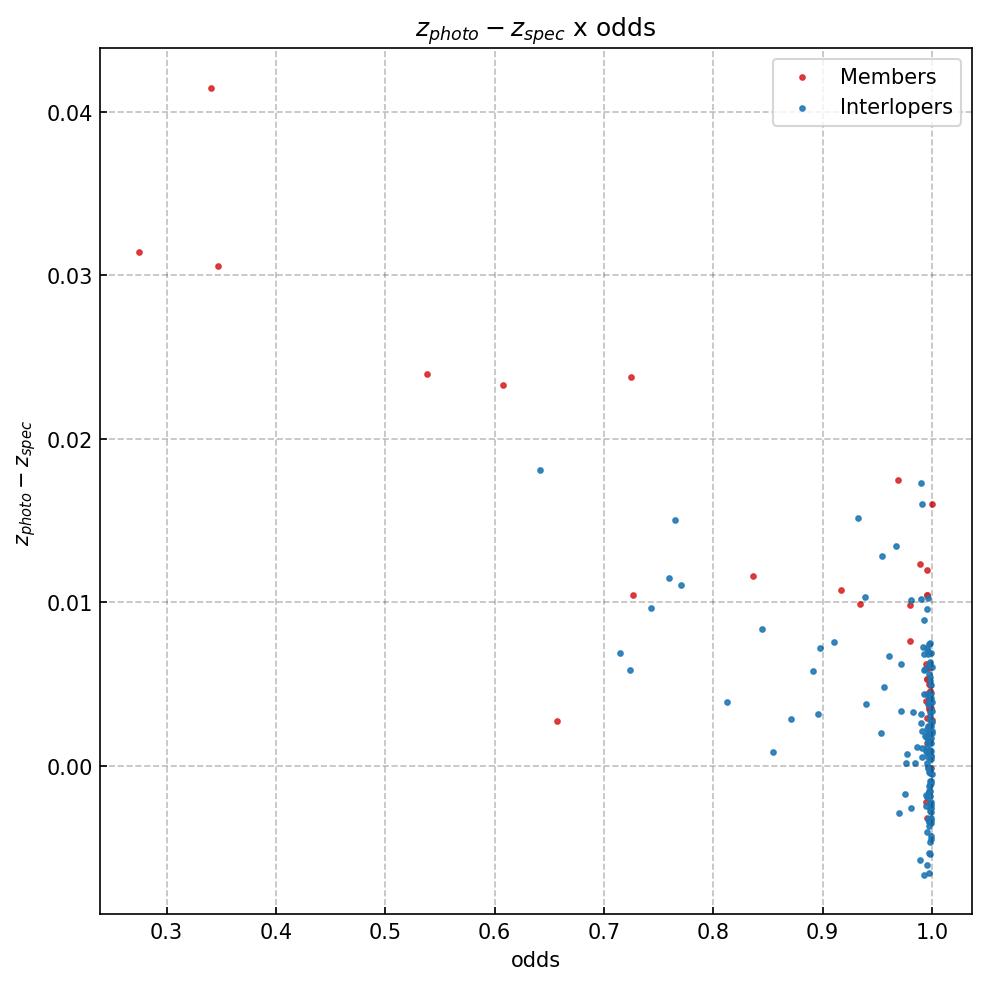 z_photo − z_spec x odds
Members
Interlopers
0.04
0.03
0.02
0.01
0.00
z_photo − z_spec
0.3 0.4 0.5 0.6 0.7 0.8 0.9 1.0
odds